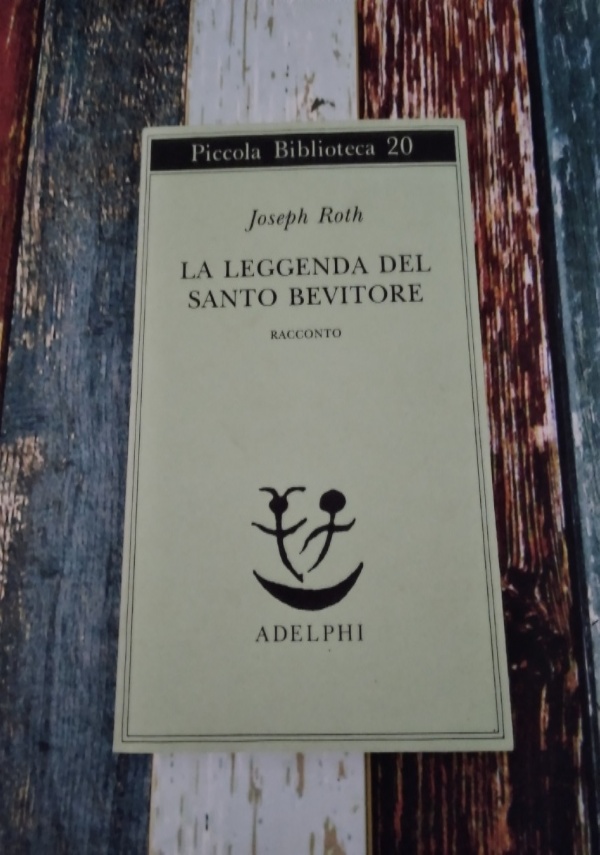 Piccola Biblioteca 20
Joseph Roth
LA LEGGENDA DEL
SANTO BEVITORE
RACCONTO
ADELPHI